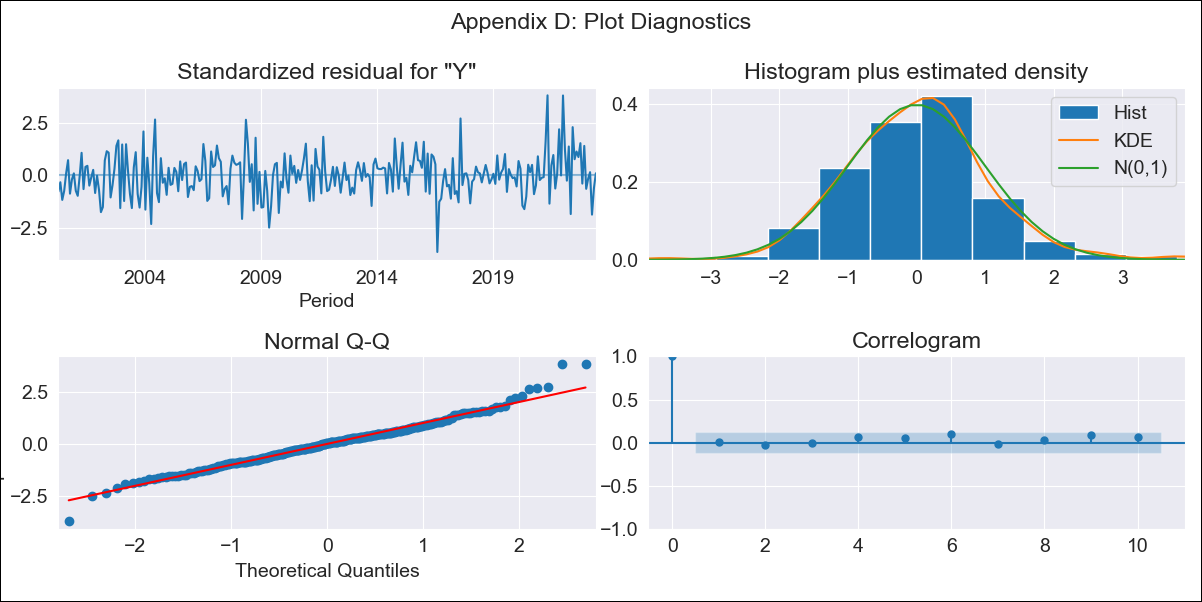 Appendix D: Plot Diagnostics
Standardized residual for "Y"
2.5
0.0
−2.5
2004 2009 2014 2019
Period
Histogram plus estimated density
0.4
0.2
0.0
Hist
KDE
N(0,1)
−3 −2 −1 0 1 2 3
Normal Q-Q
2.5
0.0
−2.5
−2 −1 0 1 2
Theoretical Quantiles
Correlogram
1.0
0.5
0.0
−0.5
−1.0
0 2 4 6 8 10